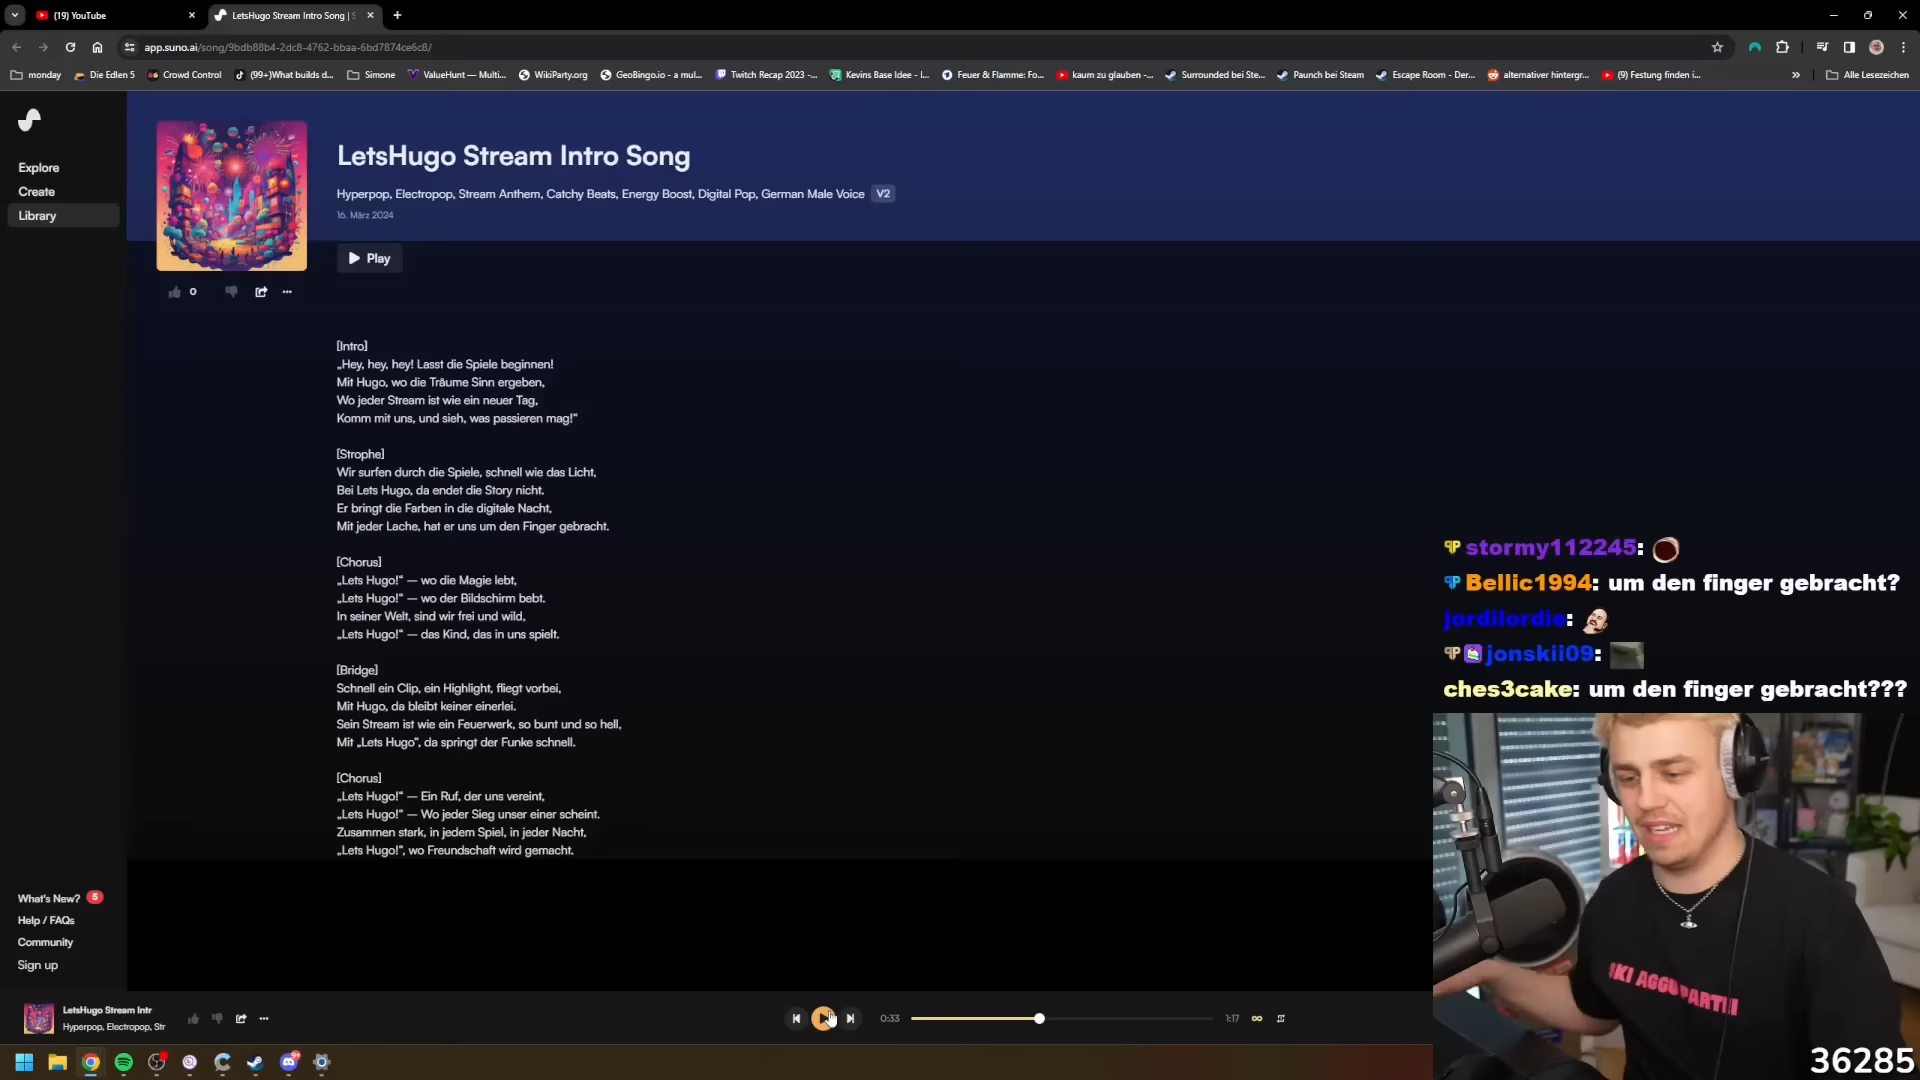 (19) YouTube
LetsHugo Stream Intro Song | S
app.suno.ai/song/9bdb88b4-2dc8-4762-bbaa-6bd7874ce6c8/
monday
Die Edlen 5
Crowd Control
(99+)What builds d...
Simone
ValueHunt — Multi...
WikiParty.org
GeoBingo.io - a mul...
Twitch Recap 2023 -...
Kevins Base Idee - l...
Feuer & Flamme: Fo...
kaum zu glauben -...
Surrounded bei Ste...
Paunch bei Steam
Escape Room - Der...
alternativer hintergr...
(9) Festung finden i...
»
Alle Lesezeichen
Explore
Create
Library
LetsHugo Stream Intro Song
Hyperpop, Electropop, Stream Anthem, Catchy Beats, Energy Boost, Digital Pop, German Male Voice V2
16. März 2024
Play
0
[Intro]
„Hey, hey, hey! Lasst die Spiele beginnen!
Mit Hugo, wo die Träume Sinn ergeben,
Wo jeder Stream ist wie ein neuer Tag,
Komm mit uns, und sieh, was passieren mag!“
[Strophe]
Wir surfen durch die Spiele, schnell wie das Licht,
Bei Lets Hugo, da endet die Story nicht.
Er bringt die Farben in die digitale Nacht,
Mit jeder Lache, hat er uns um den Finger gebracht.
[Chorus]
„Lets Hugo!“ — wo die Magie lebt,
„Lets Hugo!“ — wo der Bildschirm bebt.
In seiner Welt, sind wir frei und wild,
„Lets Hugo!“ — das Kind, das in uns spielt.
[Bridge]
Schnell ein Clip, ein Highlight, fliegt vorbei,
Mit Hugo, da bleibt keiner einerlei.
Sein Stream ist wie ein Feuerwerk, so bunt und so hell,
Mit „Lets Hugo“, da springt der Funke schnell.
[Chorus]
„Lets Hugo!“ — Ein Ruf, der uns vereint,
„Lets Hugo!“ — Wo jeder Sieg unser einer scheint.
Zusammen stark, in jedem Spiel, in jeder Nacht,
„Lets Hugo!“, wo Freundschaft wird gemacht.
stormy112245:
Bellic1994: um den finger gebracht?
jordilordie:
jonskii09:
ches3cake: um den finger gebracht???
What's New? 5
Help / FAQs
Community
Sign up
LetsHugo Stream Intr
Hyperpop, Electropop, Str
0:33
1:17
36285